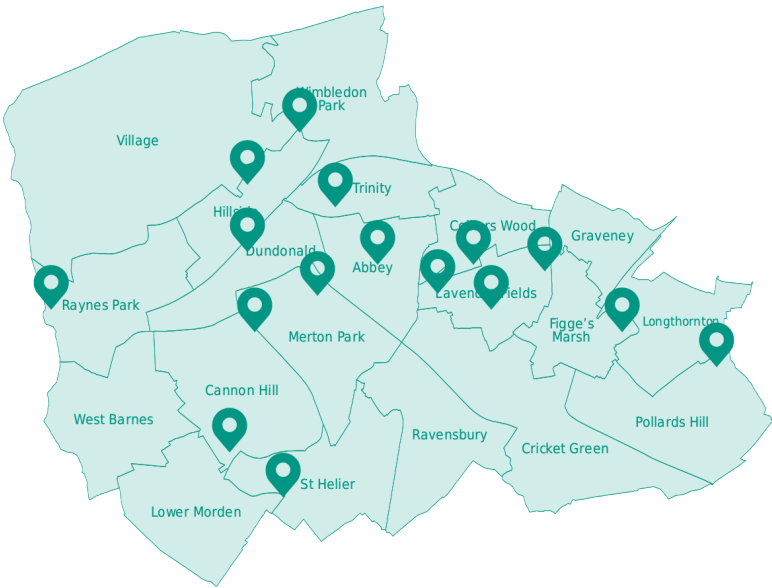 Wimbledon
Park
Village
Trinity
Hillside
Colliers Wood
Graveney
Dundonald
Abbey
Lavender Fields
Raynes Park
Longthornton
Figge's
Marsh
Merton Park
Cannon Hill
West Barnes
Pollards Hill
Ravensbury
Cricket Green
St Helier
Lower Morden